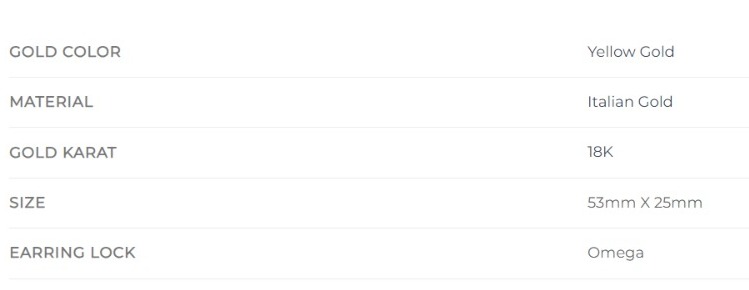 GOLD COLOR Yellow Gold
MATERIAL Italian Gold
GOLD KARAT 18K
SIZE 53mm X 25mm
EARRING LOCK Omega